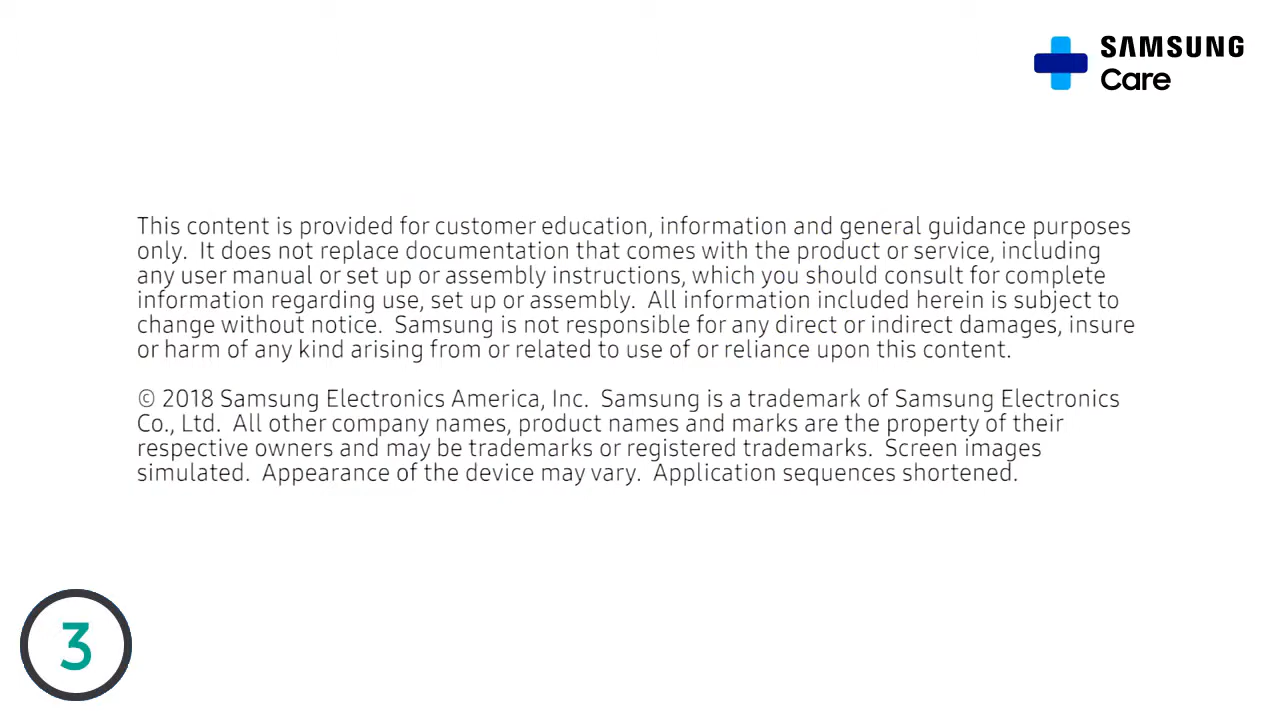 SAMSUNG
Care
This content is provided for customer education, information and general guidance purposes
only.  It does not replace documentation that comes with the product or service, including
any user manual or set up or assembly instructions, which you should consult for complete
information regarding use, set up or assembly.  All information included herein is subject to
change without notice.  Samsung is not responsible for any direct or indirect damages, insure
or harm of any kind arising from or related to use of or reliance upon this content.
© 2018 Samsung Electronics America, Inc.  Samsung is a trademark of Samsung Electronics
Co., Ltd.  All other company names, product names and marks are the property of their
respective owners and may be trademarks or registered trademarks.  Screen images
simulated.  Appearance of the device may vary.  Application sequences shortened.
3